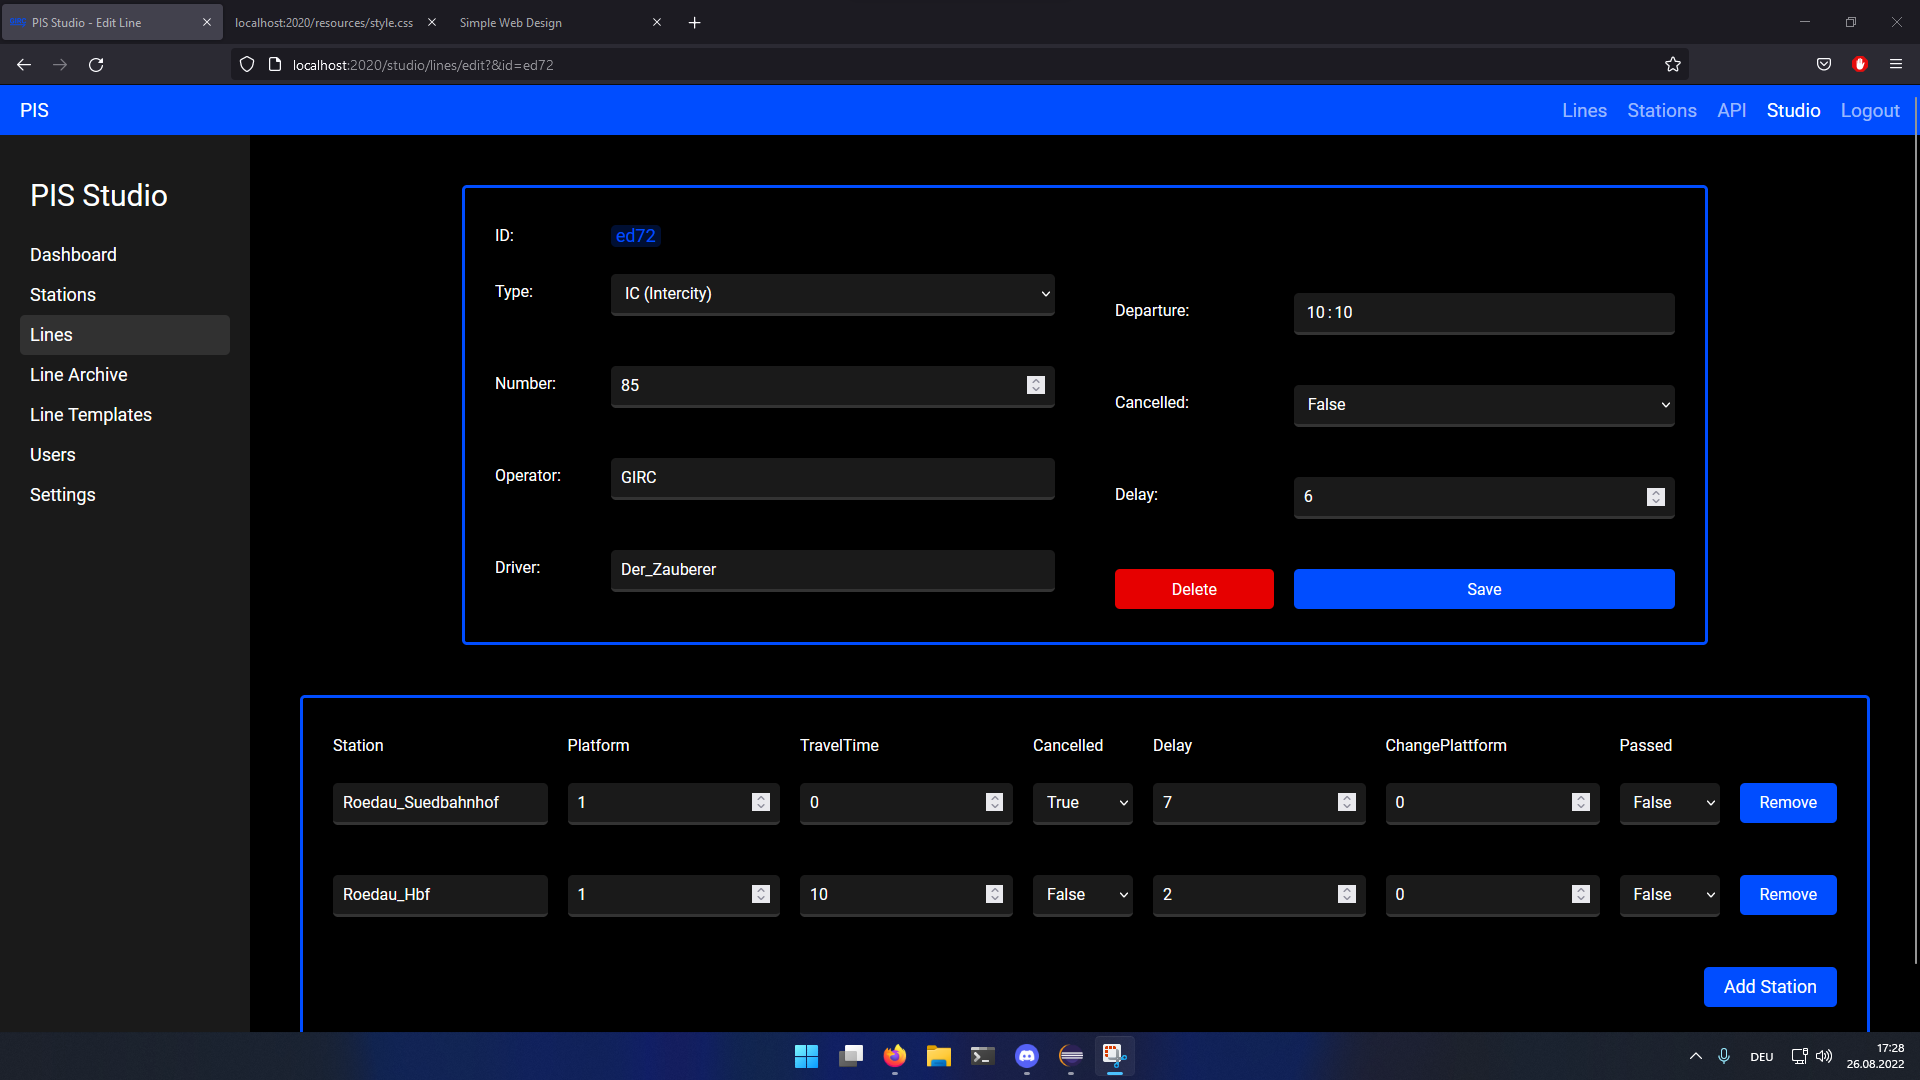 PIS Studio - Edit Line
localhost:2020/resources/style.css
Simple Web Design
localhost:2020/studio/lines/edit?&id=ed72
PIS
Lines
Stations
API
Studio
Logout
PIS Studio
Dashboard
Stations
Lines
Line Archive
Line Templates
Users
Settings
ID: ed72
Type: IC (Intercity)
Number: 85
Operator: GIRC
Driver: Der_Zauberer
Departure: 10:10
Cancelled: False
Delay: 6
Delete
Save
Station Platform TravelTime Cancelled Delay ChangePlattform Passed
Roedau_Suedbahnhof 1 0 True 7 0 False Remove
Roedau_Hbf 1 10 False 2 0 False Remove
Add Station
DEU
17:28
26.08.2022